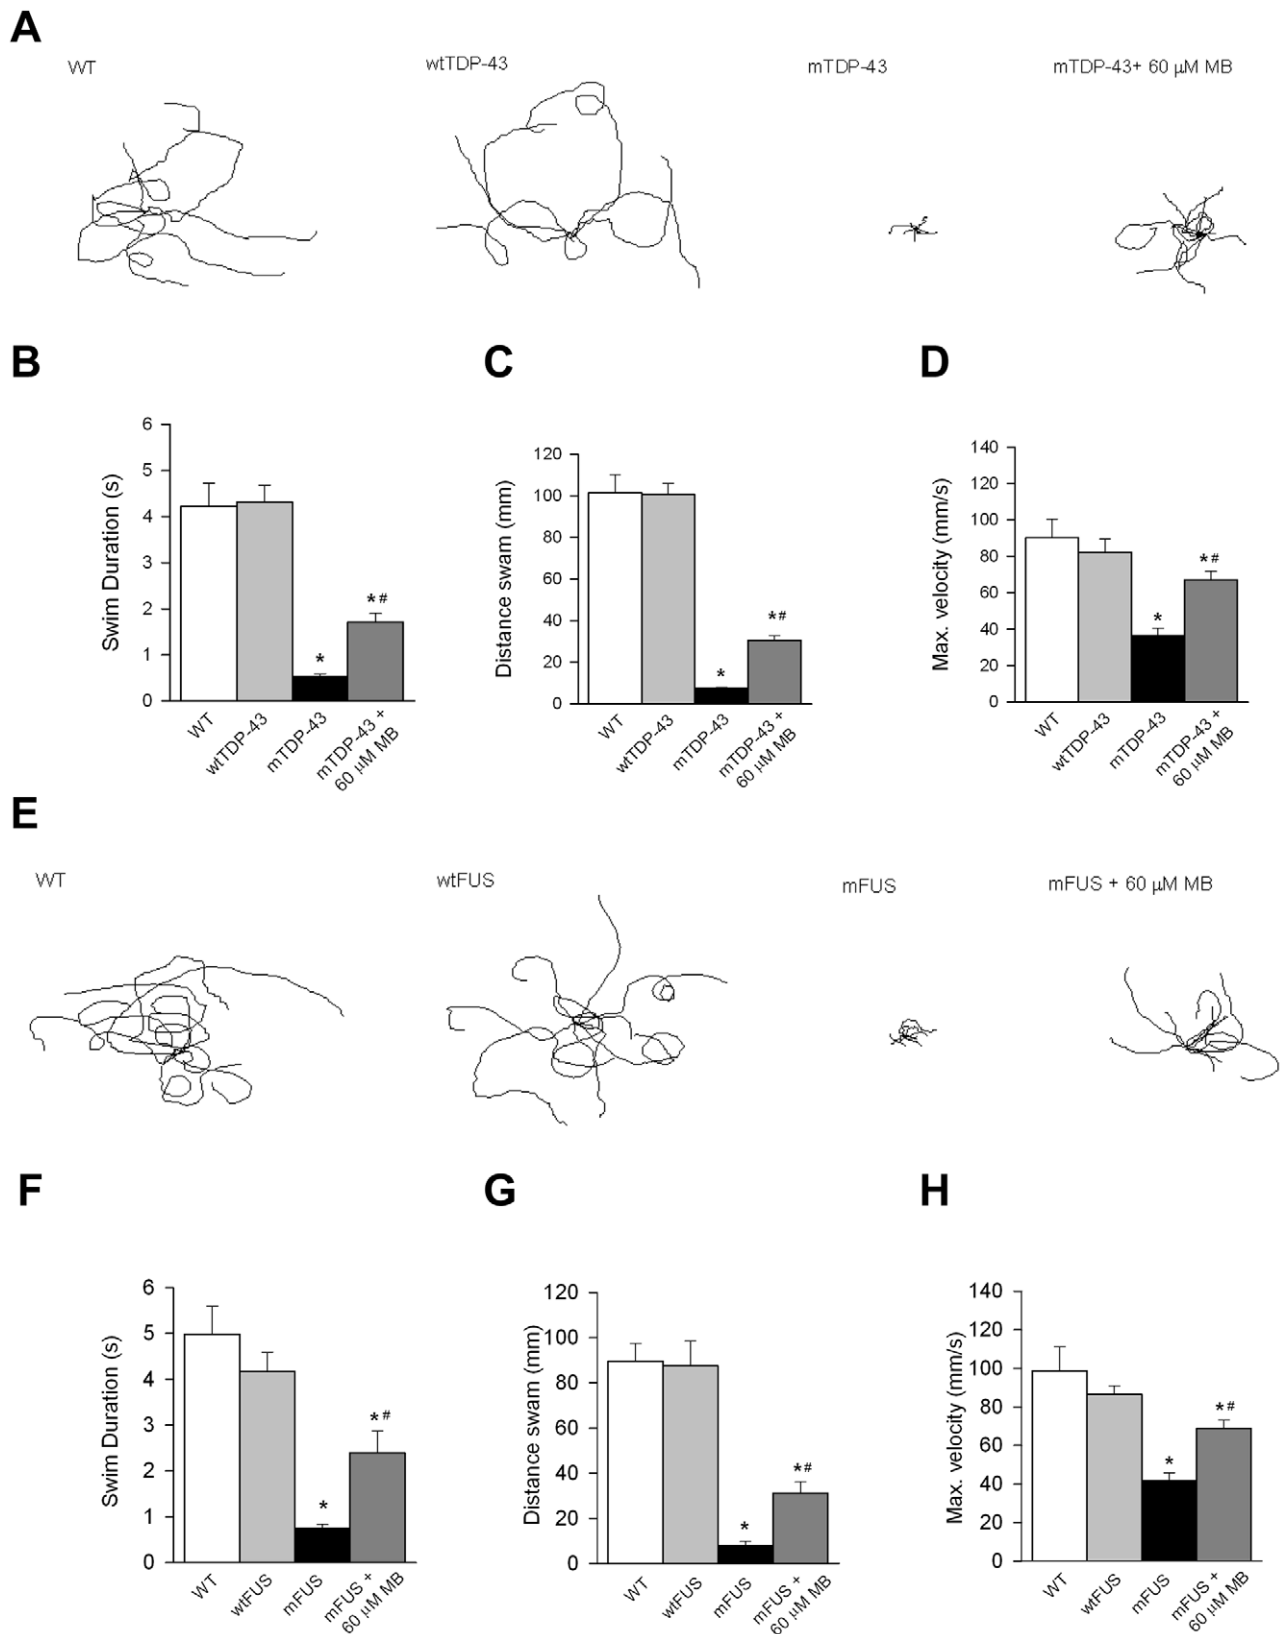 A
WT
wtTDP-43
mTDP-43
mTDP-43+ 60 µM MB
B
C
D
Swim Duration (s)
6
5
4
3
2
1
0
WT
wtTDP-43
mTDP-43
mTDP-43 +
60 µM MB
*
*#
Distance swam (mm)
120
100
80
60
40
20
0
WT
wtTDP-43
mTDP-43
mTDP-43 +
60 µM MB
*
*#
Max. velocity (mm/s)
140
120
100
80
60
40
20
0
WT
wtTDP-43
mTDP-43
mTDP-43 +
60 µM MB
*
*#
E
WT
wtFUS
mFUS
mFUS + 60 µM MB
F
G
H
Swim Duration (s)
6
5
4
3
2
1
0
WT
wtFUS
mFUS
mFUS +
60 µM MB
*
*#
Distance swam (mm)
120
100
80
60
40
20
0
WT
wtFUS
mFUS
mFUS +
60 µM MB
*
*#
Max. velocity (mm/s)
140
120
100
80
60
40
20
0
WT
wtFUS
mFUS
mFUS +
60 µM MB
*
*#